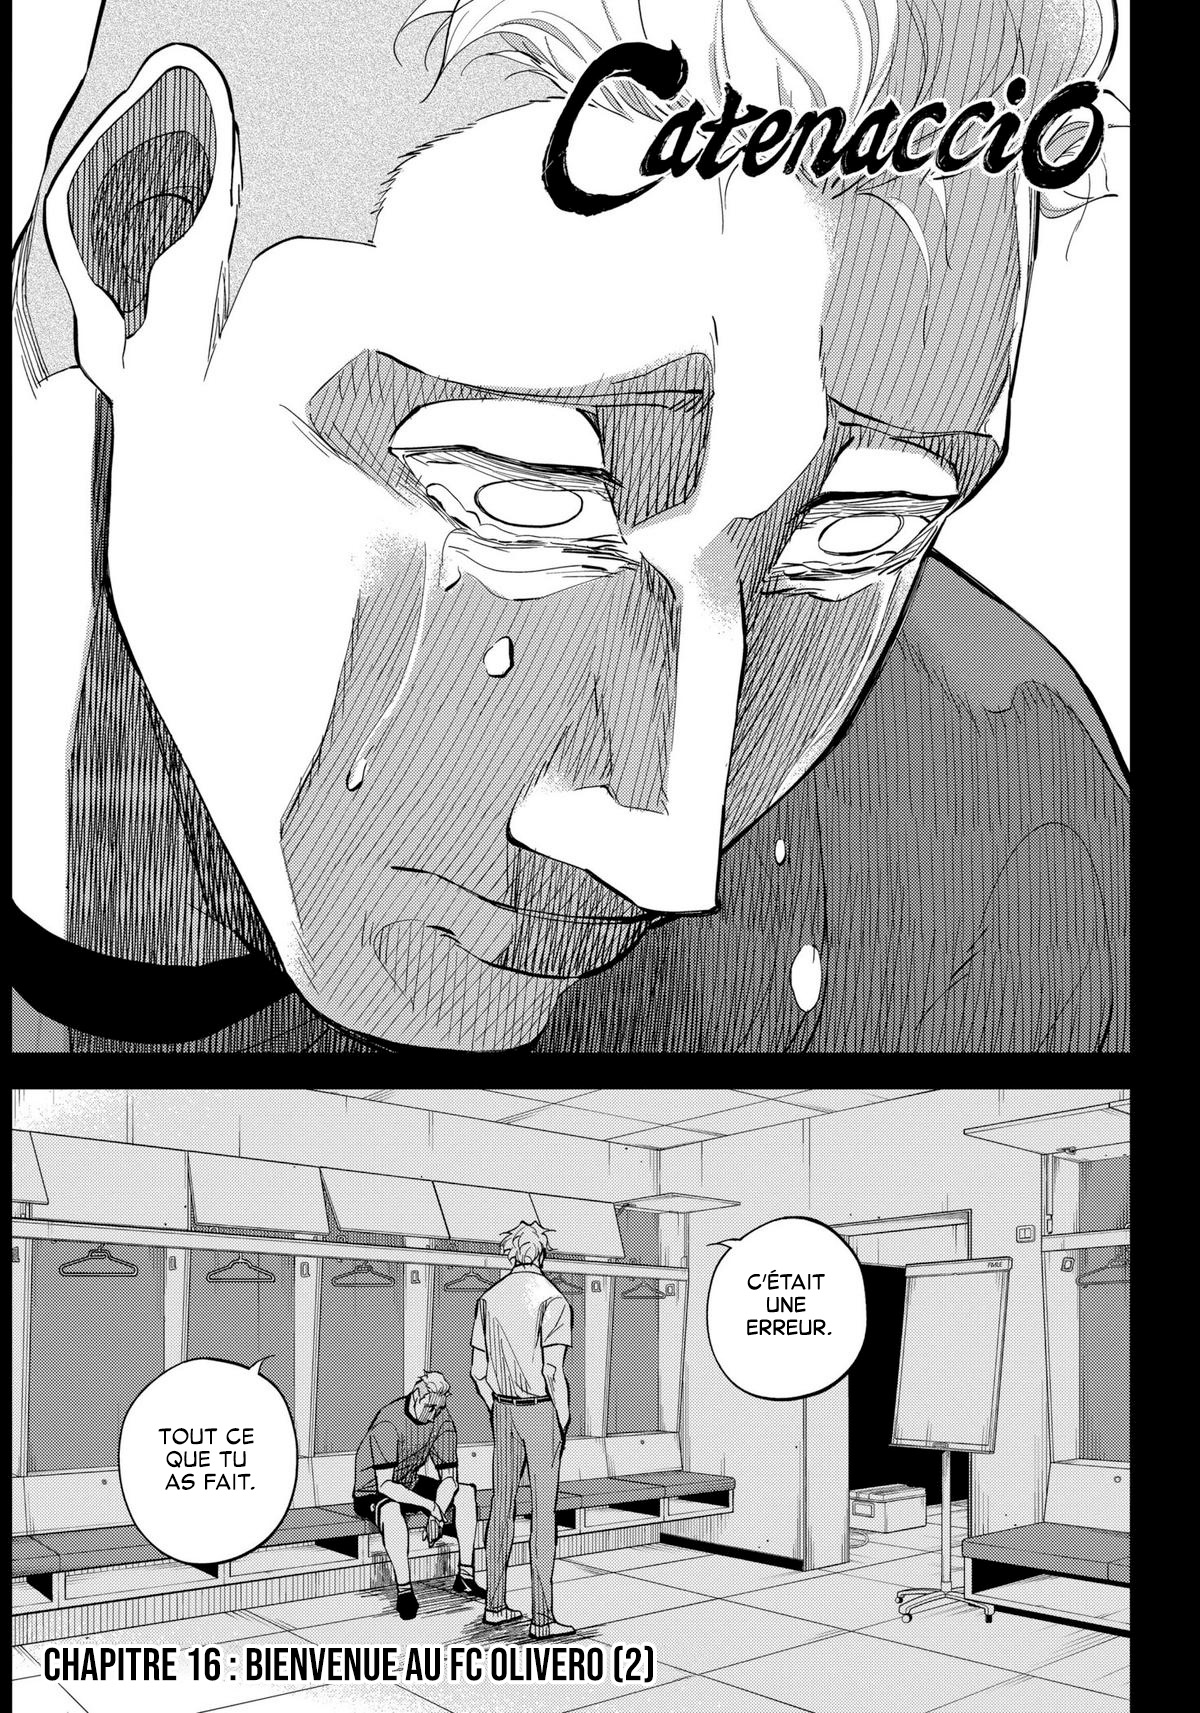 Catenaccio
C'ÉTAIT
UNE
ERREUR.
TOUT CE
QUE TU
AS FAIT.
CHAPITRE 16 : BIENVENUE AU FC OLIVERO (2)